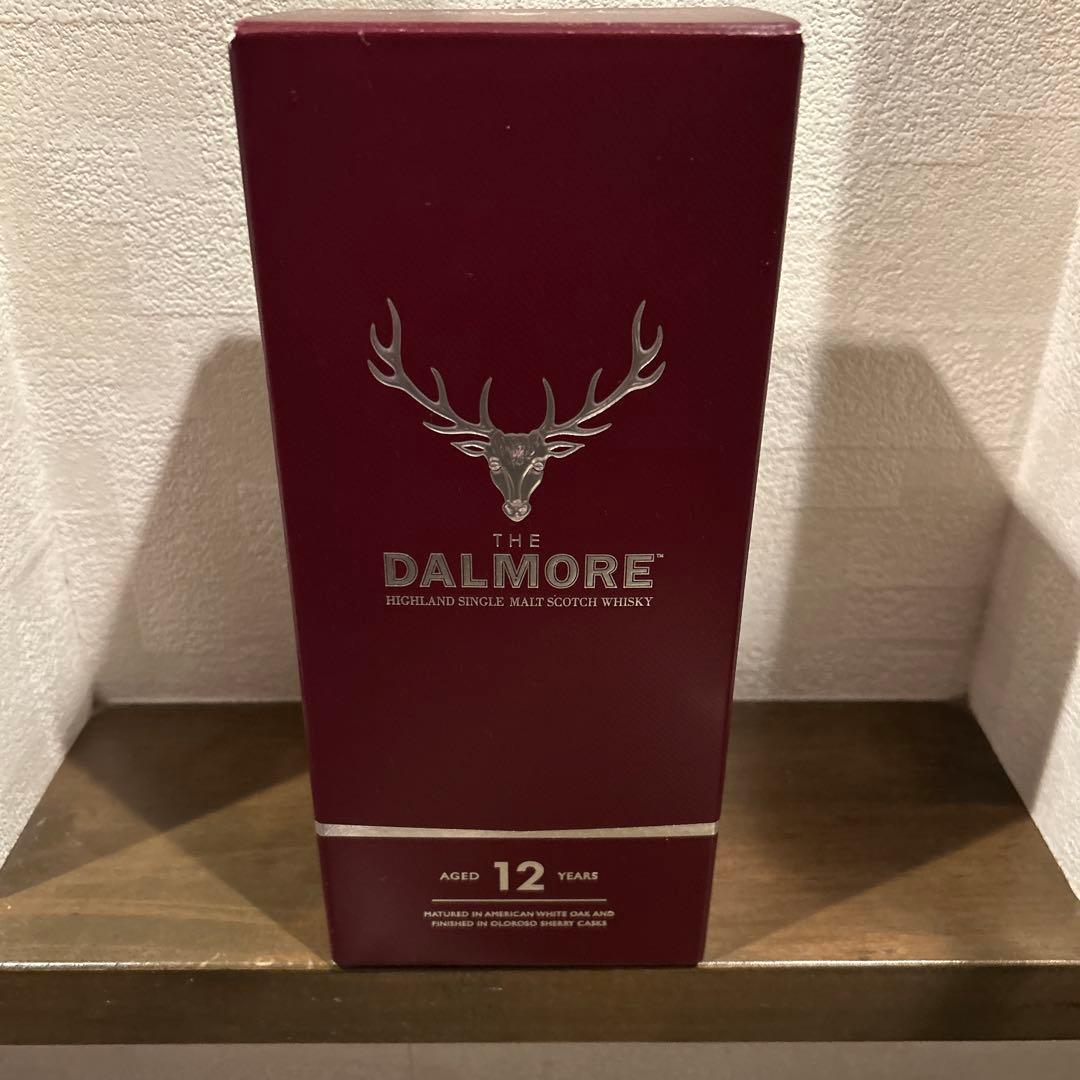 THE
DALMORE™
HIGHLAND SINGLE MALT SCOTCH WHISKY
AGED 12 YEARS
MATURED IN AMERICAN WHITE OAK AND
FINISHED IN OLOROSO SHERRY CASKS